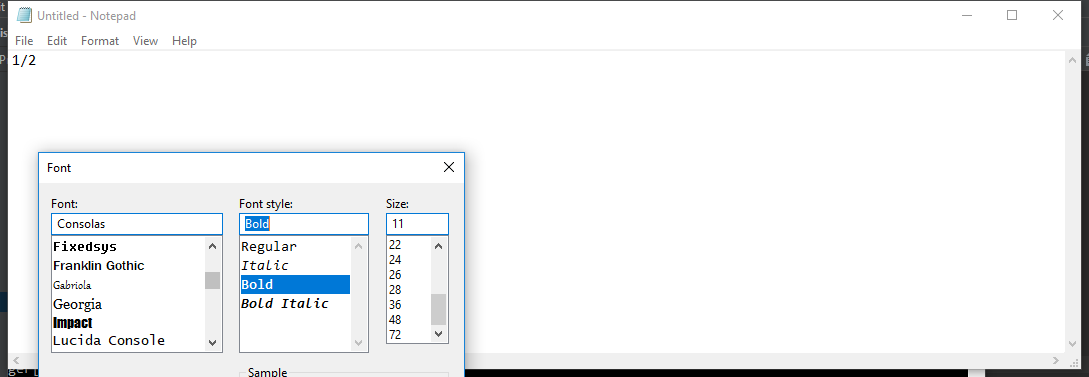 Untitled - Notepad
File Edit Format View Help
1/2
Font
Font: Font style: Size:
Consolas Bold 11
Fixedsys
Franklin Gothic
Gabriola
Georgia
Impact
Lucida Console
Regular
Italic
Bold
Bold Italic
22
24
26
28
36
48
72
Sample